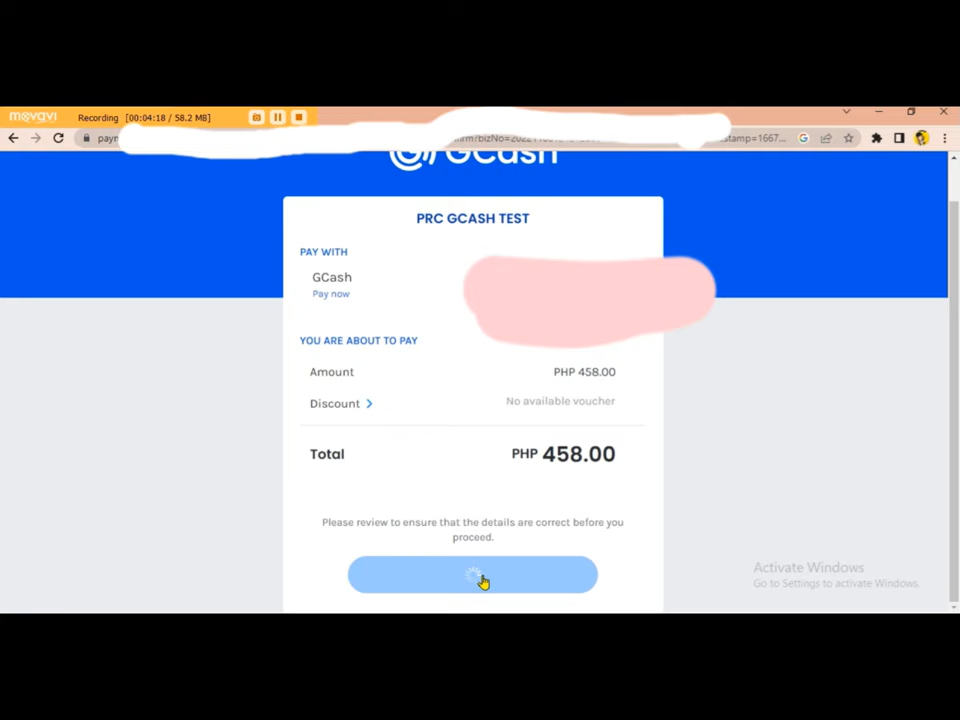 movavi Recording [00:04:18 / 58.2 MB]
paym
GCash
PRC GCASH TEST
PAY WITH
GCash
Pay now
YOU ARE ABOUT TO PAY
Amount PHP 458.00
Discount No available voucher
Total PHP 458.00
Please review to ensure that the details are correct before you
proceed.
Activate Windows
Go to Settings to activate Windows.